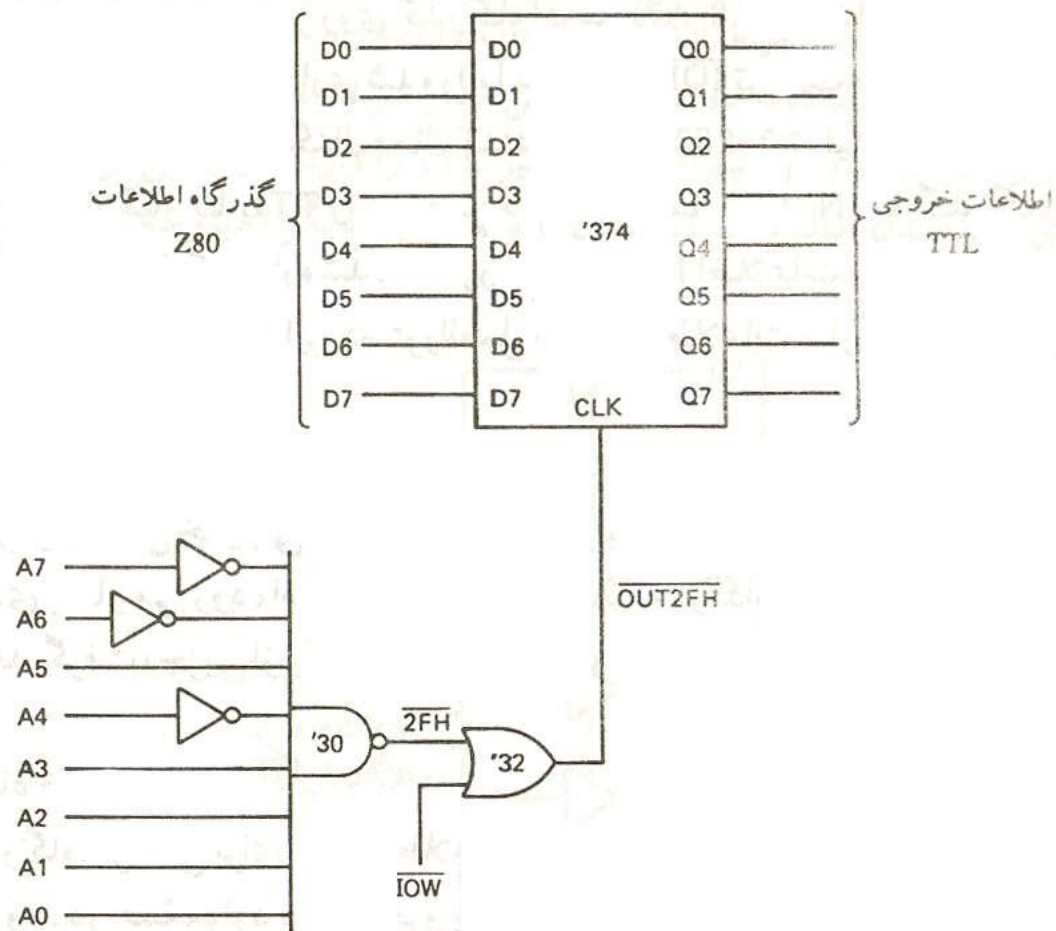 D0 D0 Q0
D1 D1 Q1
D2 D2 Q2
D3 D3 Q3
گذرگاه اطلاعات
Z80
'374
اطلاعات خروجی
TTL
D4 D4 Q4
D5 D5 Q5
D6 D6 Q6
D7 D7 Q7
CLK
OUT2FH
A7
A6
A5
A4
A3
A2
A1
A0
'30
2FH
'32
IOW